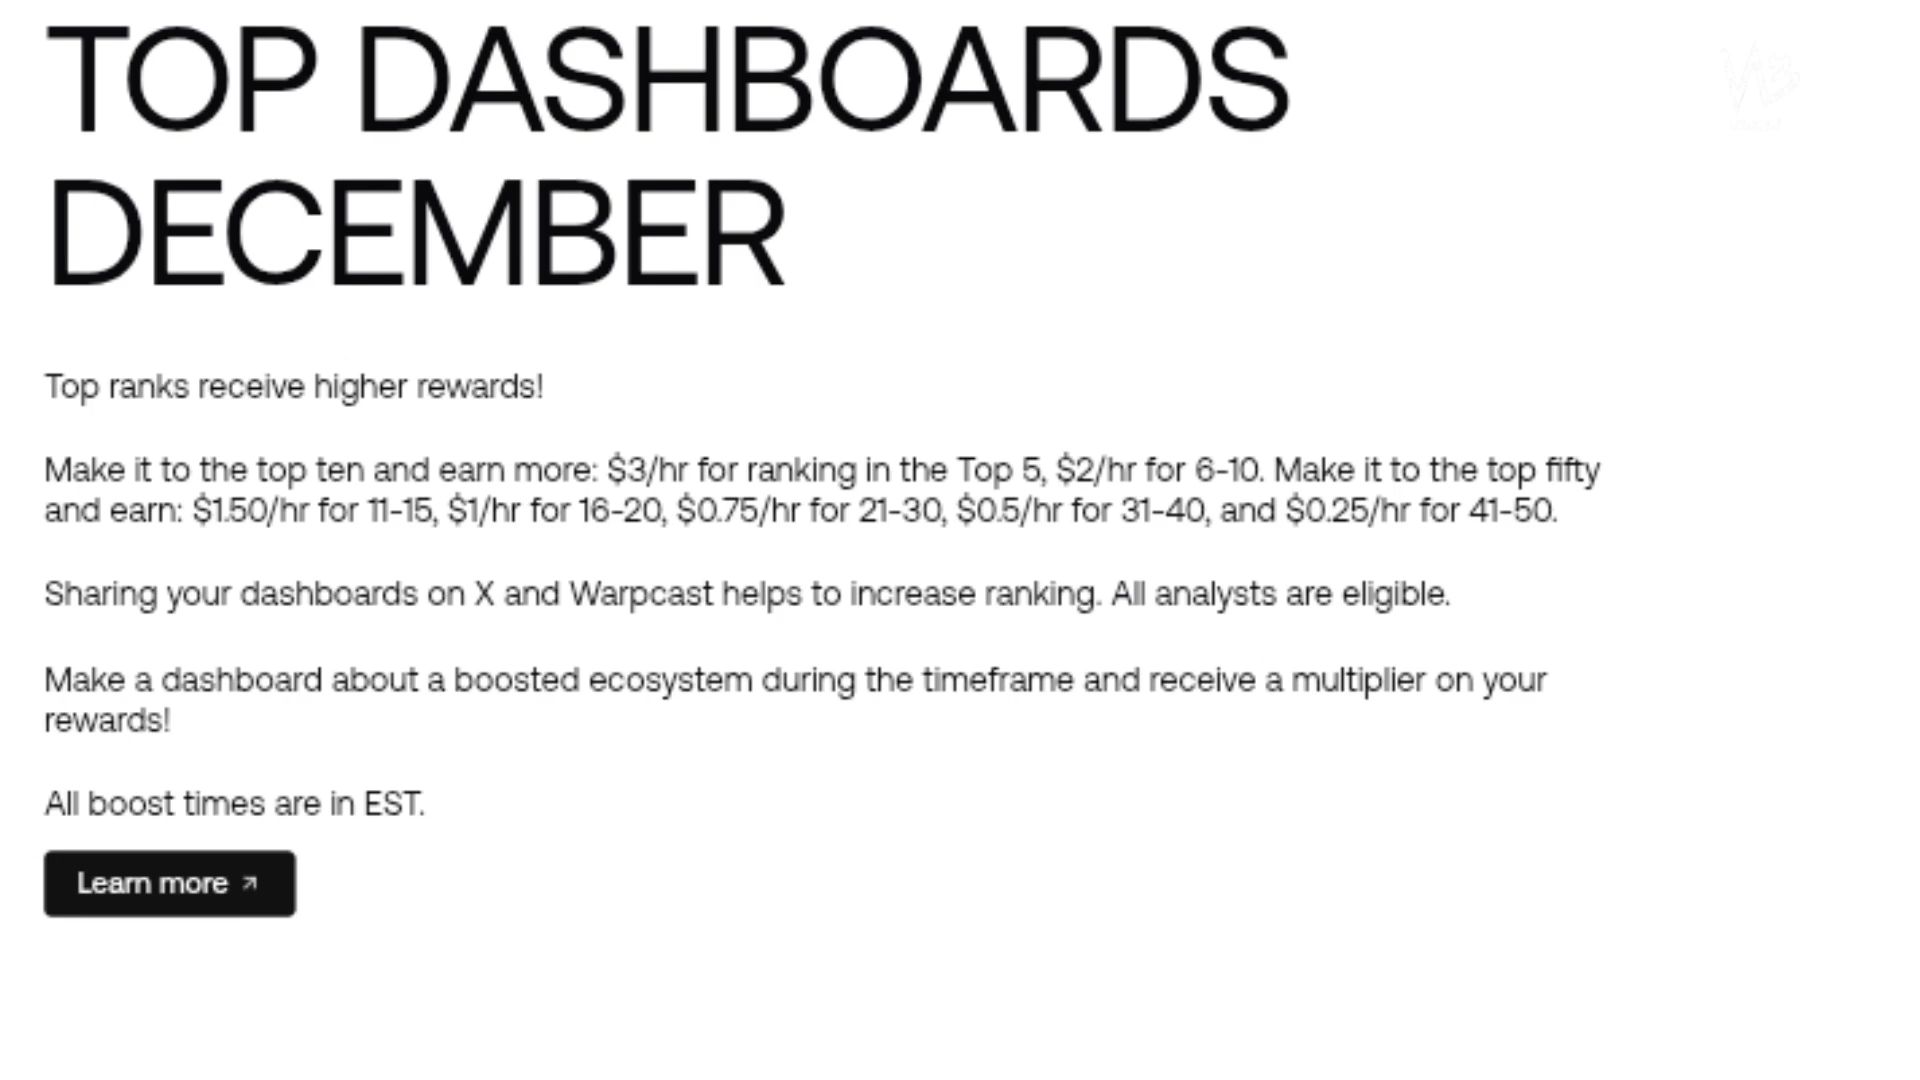 TOP DASHBOARDS
DECEMBER
Top ranks receive higher rewards!
Make it to the top ten and earn more: $3/hr for ranking in the Top 5, $2/hr for 6-10. Make it to the top fifty
and earn: $1.50/hr for 11-15, $1/hr for 16-20, $0.75/hr for 21-30, $0.5/hr for 31-40, and $0.25/hr for 41-50.
Sharing your dashboards on X and Warpcast helps to increase ranking. All analysts are eligible.
Make a dashboard about a boosted ecosystem during the timeframe and receive a multiplier on your
rewards!
All boost times are in EST.
Learn more